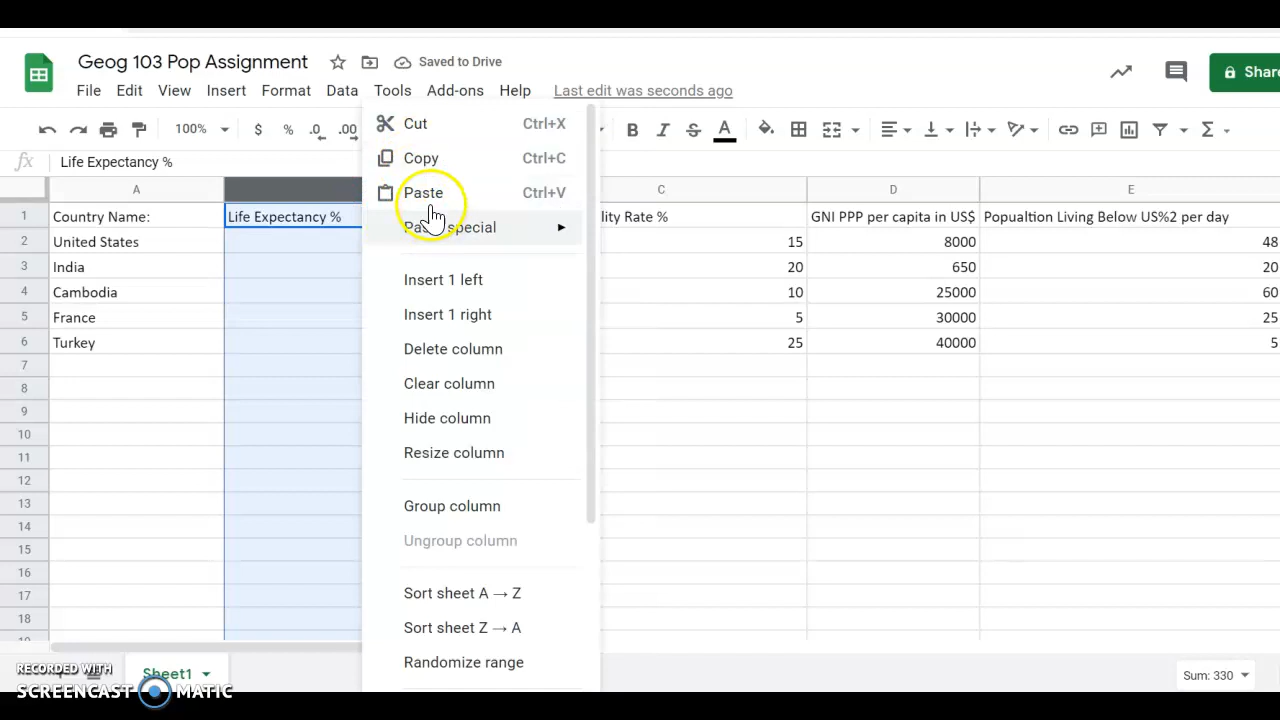 Geog 103 Pop Assignment
Saved to Drive
Share
File Edit View Insert Format Data Tools Add-ons Help Last edit was seconds ago
100% $ % .0 .00 B I S A Σ
fx Life Expectancy %
A C D E
1 Country Name: Life Expectancy % lity Rate % GNI PPP per capita in US$ Popualtion Living Below US%2 per day
2 United States 15 8000 48
3 India 20 650 20
4 Cambodia 10 25000 60
5 France 5 30000 25
6 Turkey 25 40000 5
7
8
9
10
11
12
13
14
15
16
17
18
Cut Ctrl+X
Copy Ctrl+C
Paste Ctrl+V
Paste special
Insert 1 left
Insert 1 right
Delete column
Clear column
Hide column
Resize column
Group column
Ungroup column
Sort sheet A → Z
Sort sheet Z → A
Randomize range
Sheet1
Sum: 330
RECORDED WITH
SCREENCAST MATIC